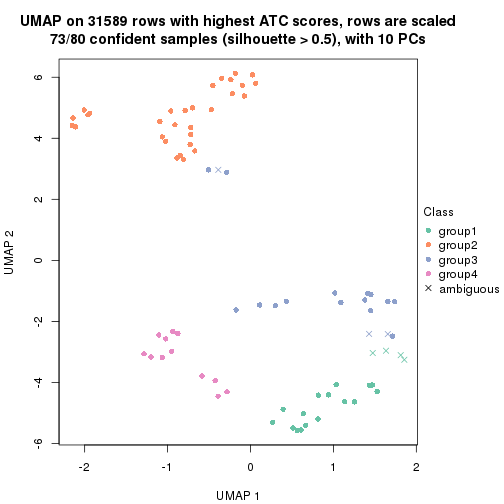 UMAP on 31589 rows with highest ATC scores, rows are scaled
73/80 confident samples (silhouette > 0.5), with 10 PCs
6
4
2
0
-2
-4
-6
UMAP 2
-2
-1
0
1
2
UMAP 1
Class
group1
group2
group3
group4
ambiguous